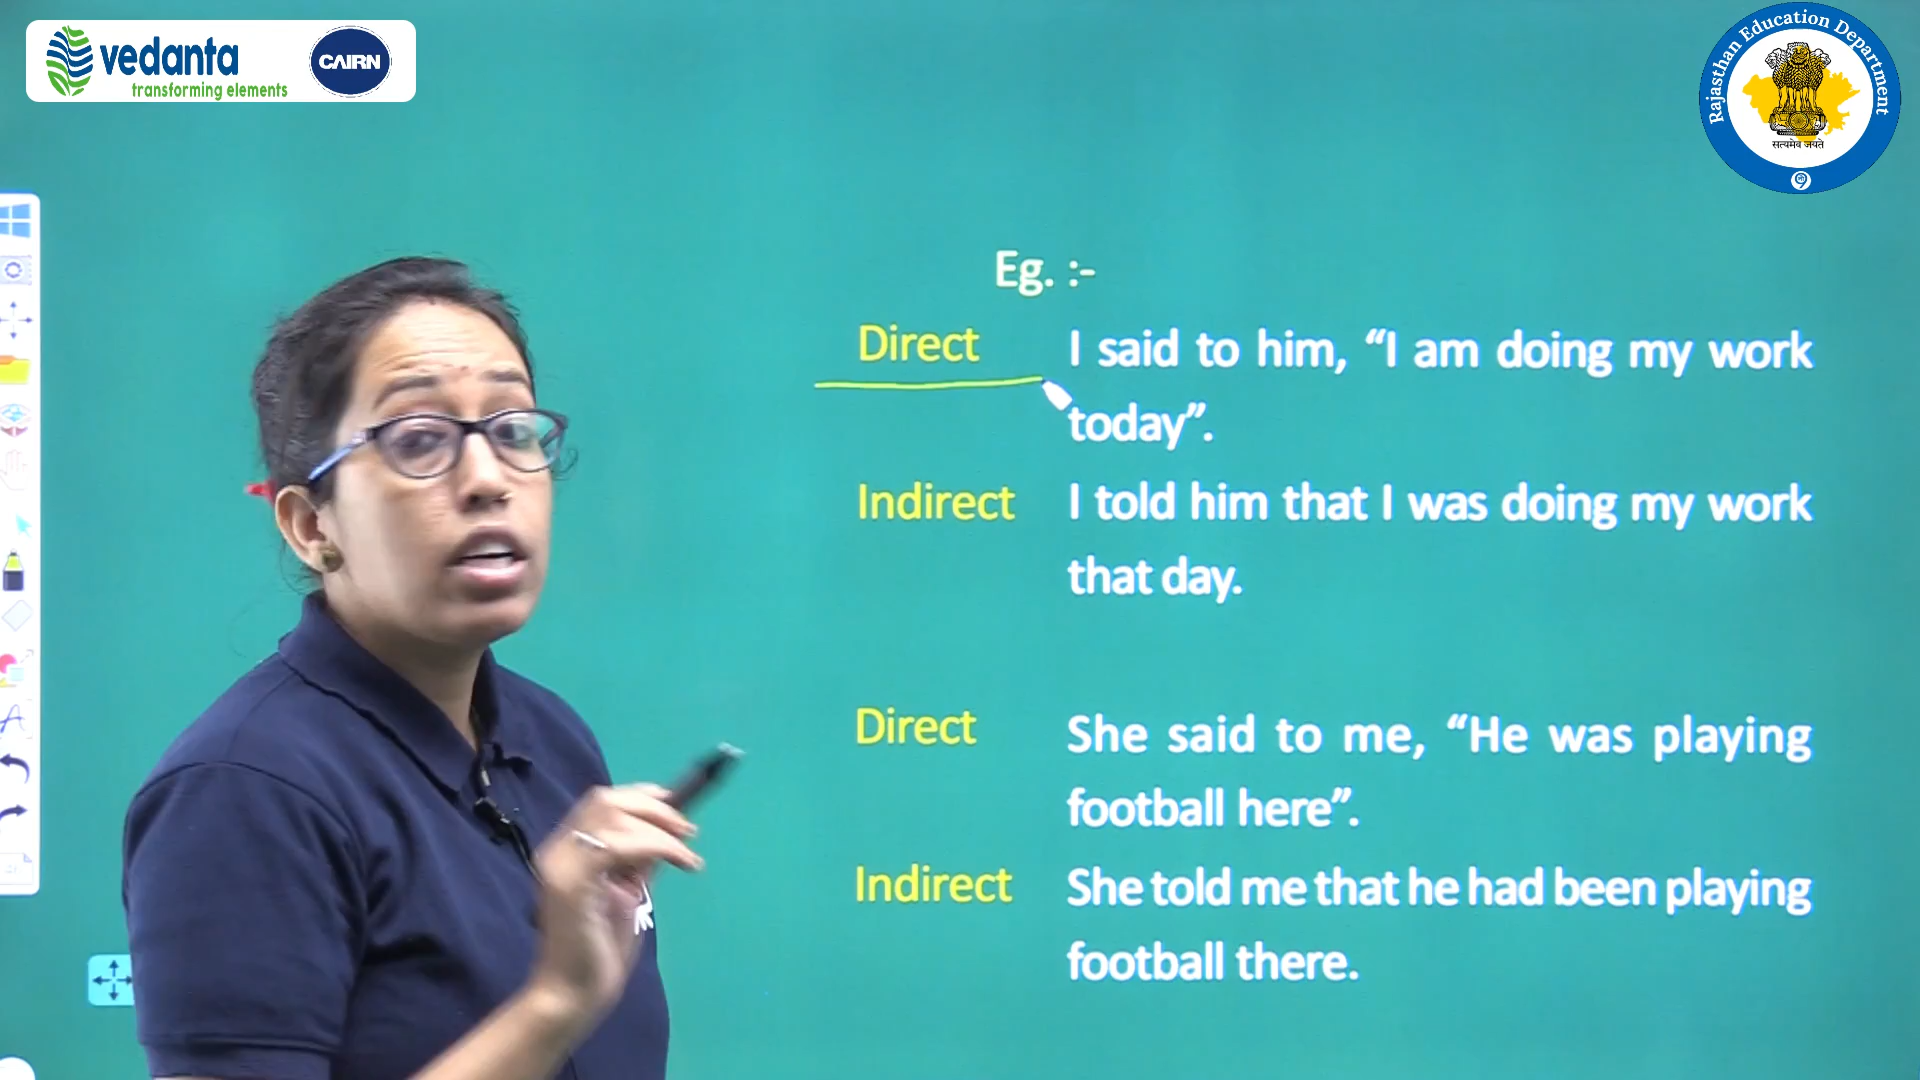 vedanta
transforming elements
CAIRN
Rajasthan Education Department
सत्यमेव जयते
Eg. :-
Direct I said to him, “I am doing my work
today”.
Indirect I told him that I was doing my work
that day.
Direct She said to me, “He was playing
football here”.
Indirect She told me that he had been playing
football there.